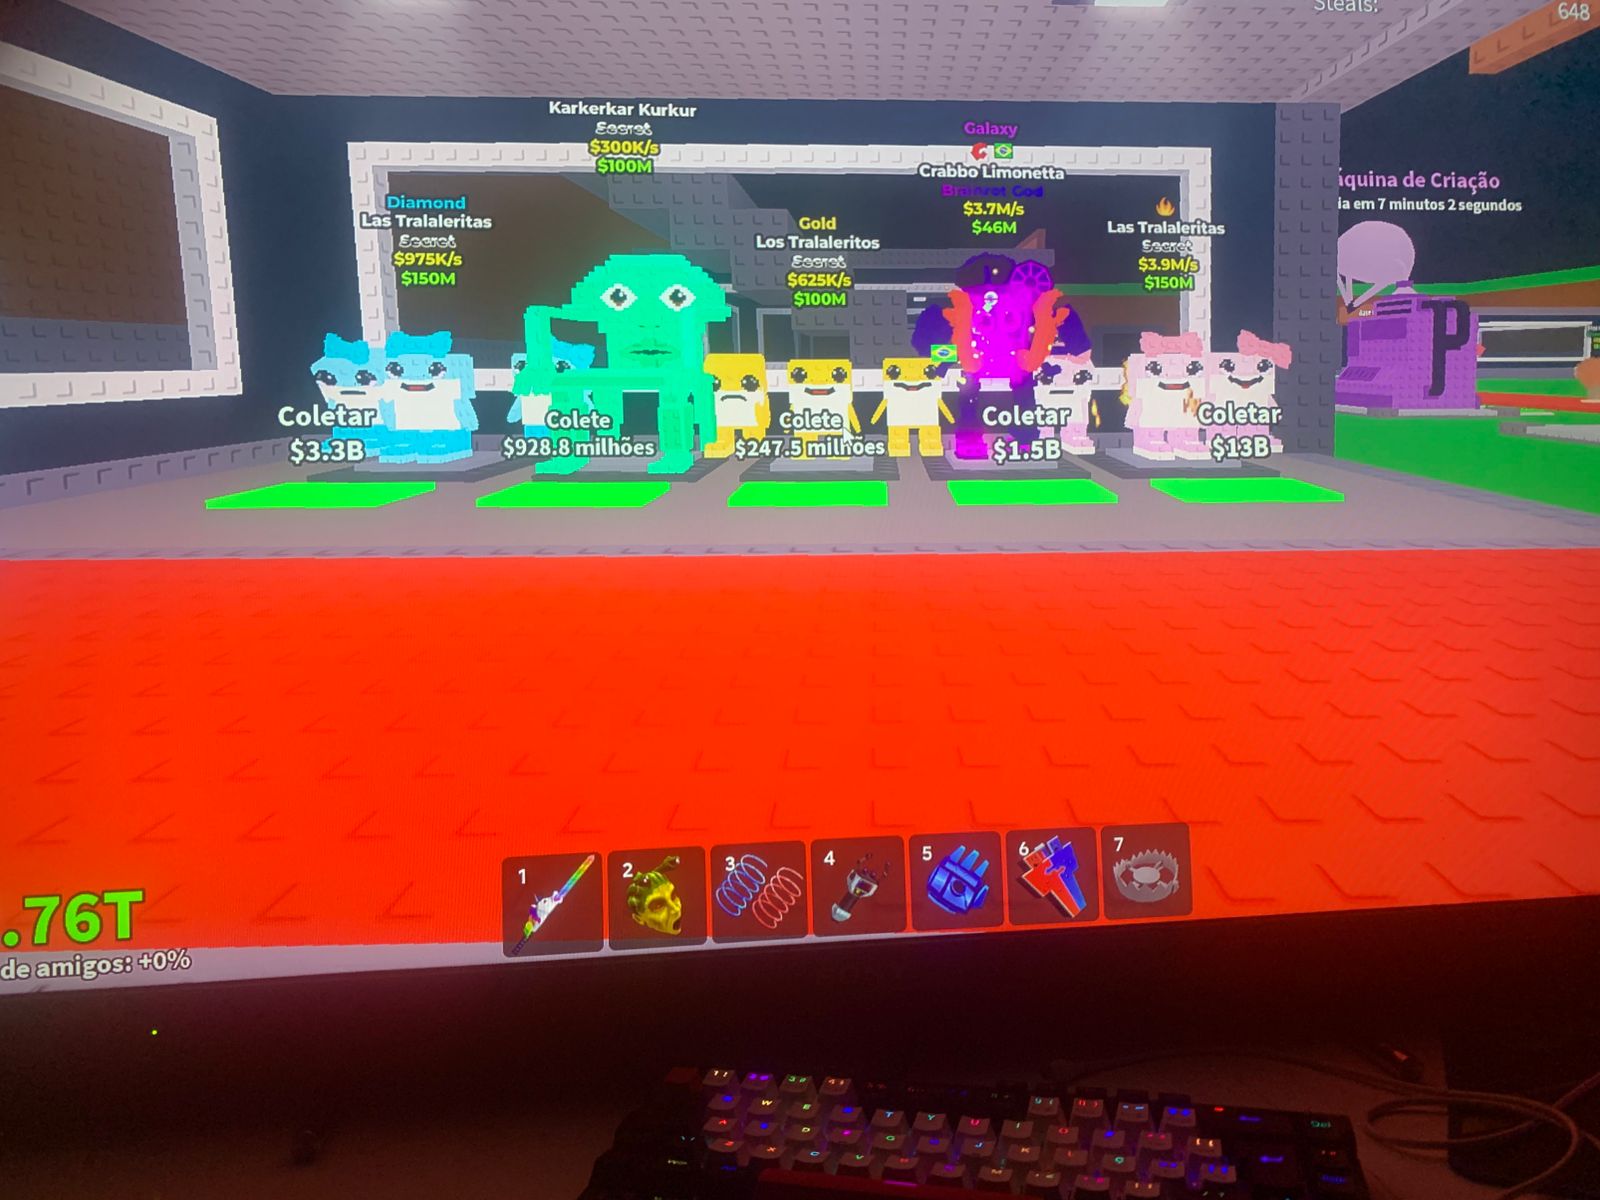 Steals:
648
Karkerkar Kurkur
Secret
$300K/s
$100M
Galaxy
Crabbo Limonetta
Brainrot God
$3.7M/s
$46M
áquina de Criação
ia em 7 minutos 2 segundos
Diamond
Las Tralaleritas
Secret
$975K/s
$150M
Gold
Los Tralaleritos
Secret
$625K/s
$100M
Las Tralaleritas
Secret
$3.9M/s
$150M
P
Coletar
$3.3B
Colete
$928.8 milhões
Colete
$247.5 milhões
Coletar
$1.5B
Coletar
$13B
1
2
3
4
5
6
7
.76T
de amigos: +0%